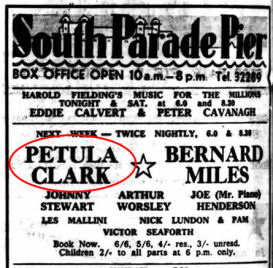 South Parade Pier
BOX OFFICE OPEN 10 a.m.—8 p.m. Tel. 32289
HAROLD FIELDING'S MUSIC FOR THE MILLIONS
TONIGHT & SAT. at 6.0 and 8.30
EDDIE CALVERT & PETER CAVANAGH
NEXT WEEK — TWICE NIGHTLY, 6.0 & 8.30
PETULA CLARK ☆ BERNARD MILES
JOHNNY STEWART ARTHUR WORSLEY JOE (Mr. Piano) HENDERSON
LES MALLINI NICK LUNDON & PAM
VICTOR SEAFORTH
Book Now. 6/6, 5/6, 4/- res., 3/- unresd.
Children 2/- to all parts at 6 p.m. only.